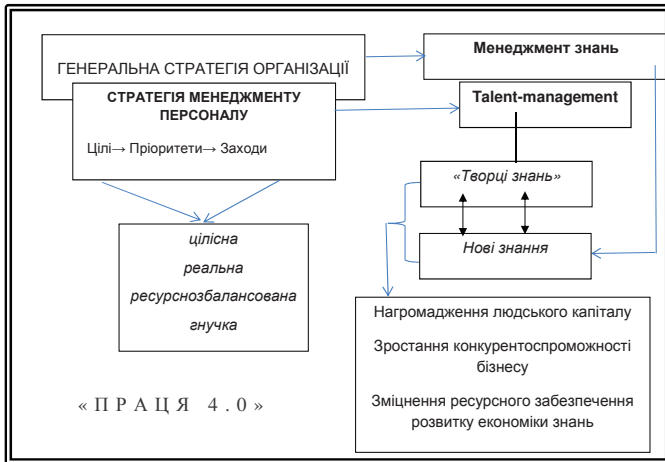 ГЕНЕРАЛЬНА СТРАТЕГІЯ ОРГАНІЗАЦІЇ
Менеджмент знань
СТРАТЕГІЯ МЕНЕДЖМЕНТУ
ПЕРСОНАЛУ
Цілі→ Пріоритети→ Заходи
Talent-management
«Творці знань»
Нові знання
цілісна
реальна
ресурснозбалансована
гнучка
Нагромадження людського капіталу
Зростання конкурентоспроможності
бізнесу
Зміцнення ресурсного забезпечення
розвитку економіки знань
«ПРАЦЯ 4.0»